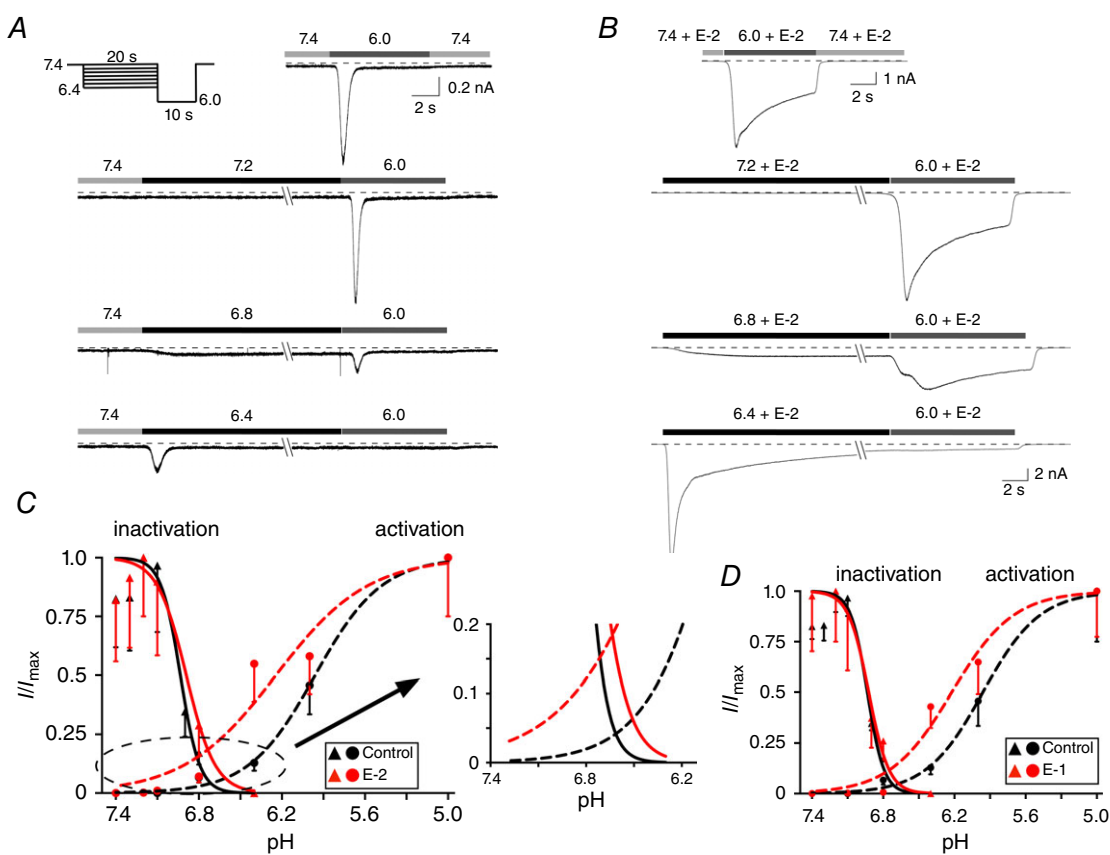 A
20 s
7.4
6.4
6.0
10 s
7.4 6.0 7.4
0.2 nA
2 s
7.4 7.2 6.0
7.4 6.8 6.0
7.4 6.4 6.0
B
7.4 + E-2 6.0 + E-2 7.4 + E-2
1 nA
2 s
7.2 + E-2 6.0 + E-2
6.8 + E-2 6.0 + E-2
6.4 + E-2 6.0 + E-2
2 nA
2 s
C
inactivation activation
1.0
0.75
0.5
0.25
0
I/Imax
Control
E-2
7.4 6.8 6.2 5.6 5.0
pH
0.2
0.1
0
7.4 6.8 6.2
pH
D
inactivation activation
1.0
0.75
0.5
0.25
0
I/Imax
Control
E-1
7.4 6.8 6.2 5.6 5.0
pH